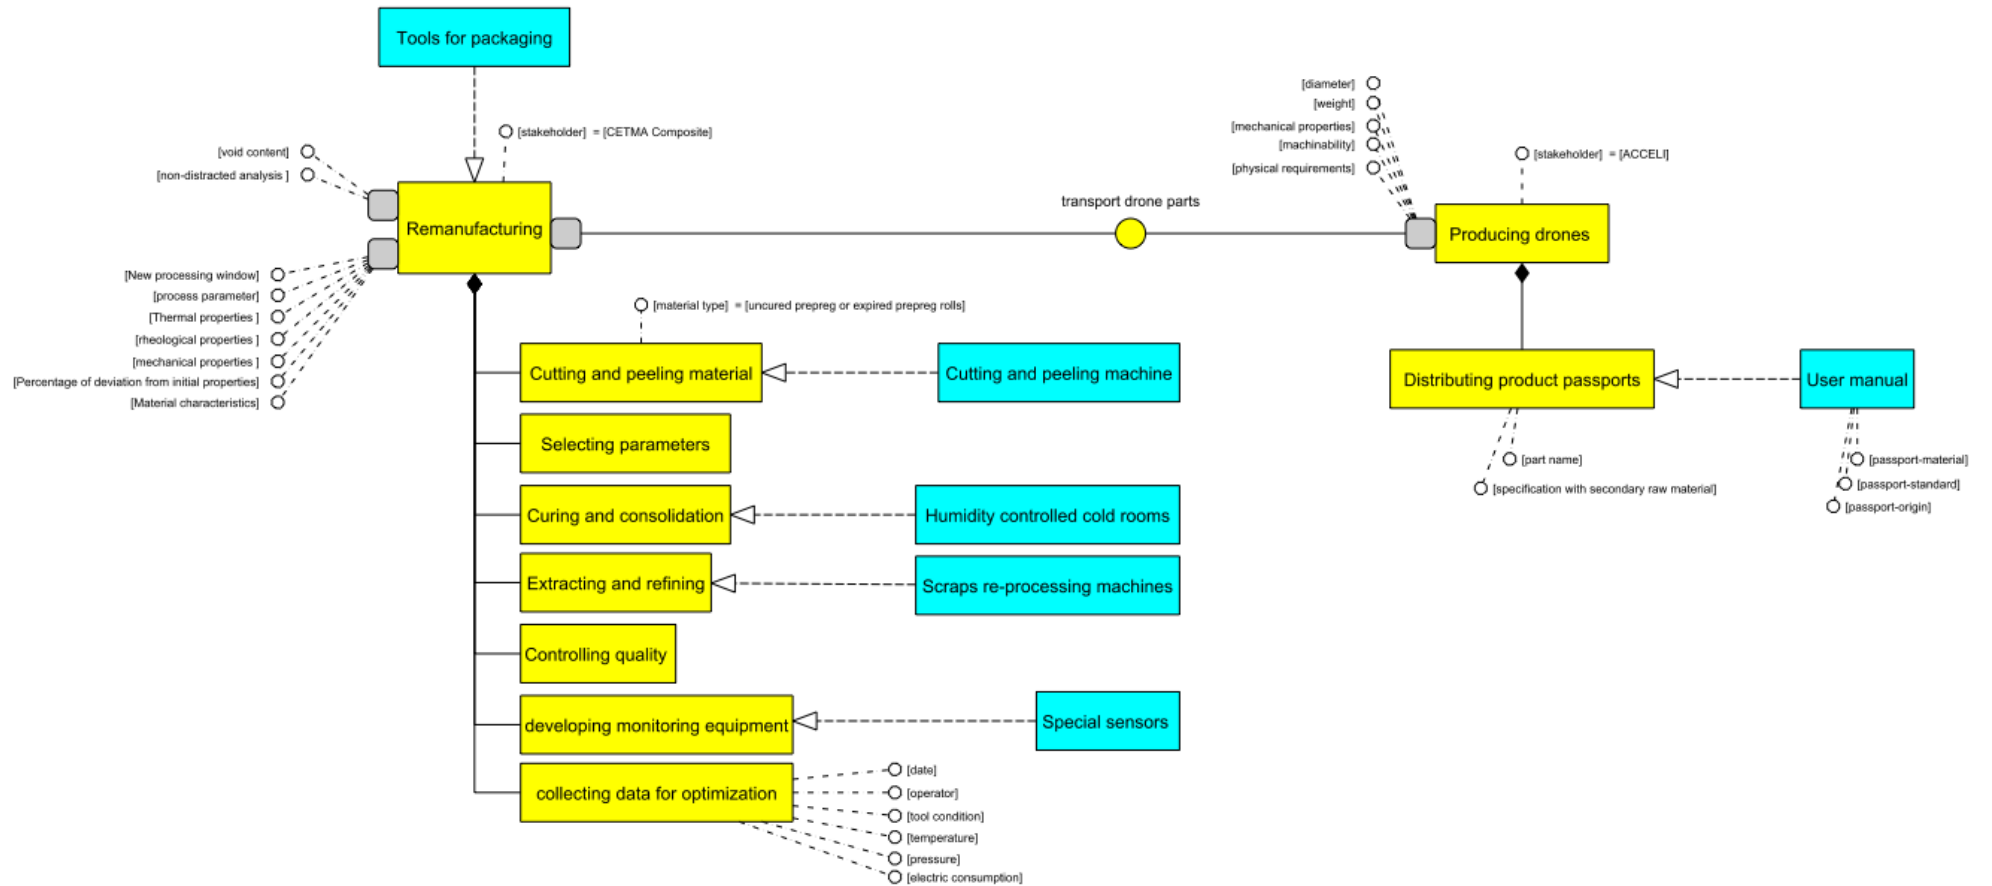 Tools for packaging
[stakeholder] = [CETMA Composite]
[void content]
[non-distracted analysis ]
Remanufacturing
[New processing window]
[process parameter]
[Thermal properties ]
[rheological properties ]
[mechanical properties ]
[Percentage of deviation from initial properties]
[Material characteristics]
transport drone parts
[diameter]
[weight]
[mechanical properties]
[machinability]
[physical requirements]
[stakeholder] = [ACCELI]
Producing drones
[material type] = [uncured prepreg or expired prepreg rolls]
Cutting and peeling material
Cutting and peeling machine
Selecting parameters
Curing and consolidation
Humidity controlled cold rooms
Extracting and refining
Scraps re-processing machines
Controlling quality
developing monitoring equipment
Special sensors
collecting data for optimization
[date]
[operator]
[tool condition]
[temperature]
[pressure]
[electric consumption]
Distributing product passports
User manual
[part name]
[specification with secondary raw material]
[passport-material]
[passport-standard]
[passport-origin]